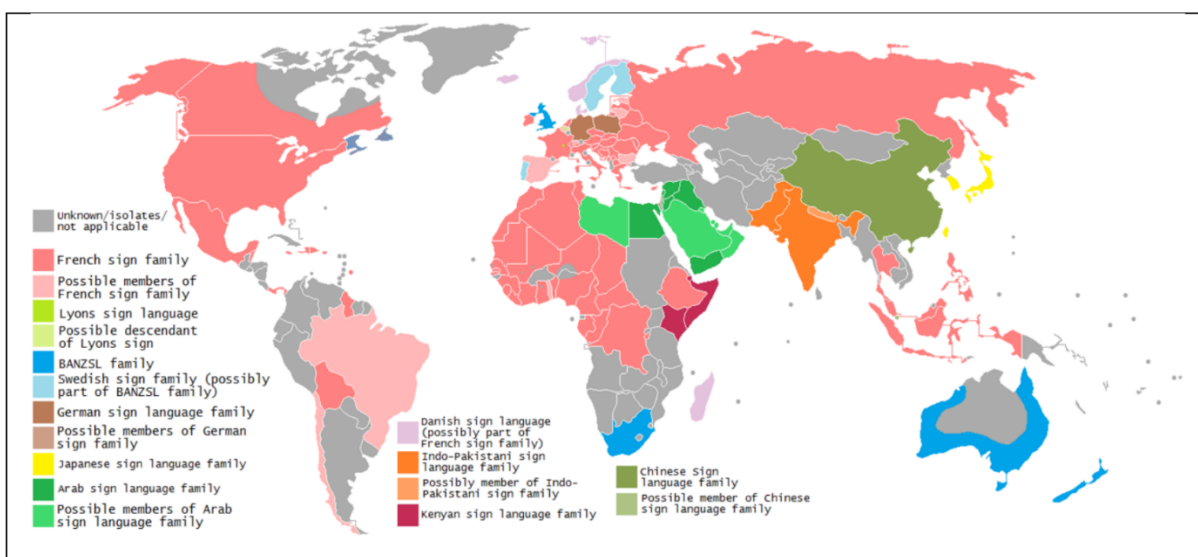 Unknown/isolates/
not applicable
French sign family
Possible members of
French sign family
Lyons sign language
Possible descendant
of Lyons sign
BANZSL family
Swedish sign family (possibly
part of BANZSL family)
German sign language family
Possible members of German
sign family
Japanese sign language family
Arab sign language family
Possible members of Arab
sign language family
Danish sign language
(possibly part of
French sign family)
Indo-Pakistani sign
language family
Possibly member of Indo-
Pakistani sign family
Kenyan sign language family
Chinese Sign
language family
Possible member of Chinese
sign language family